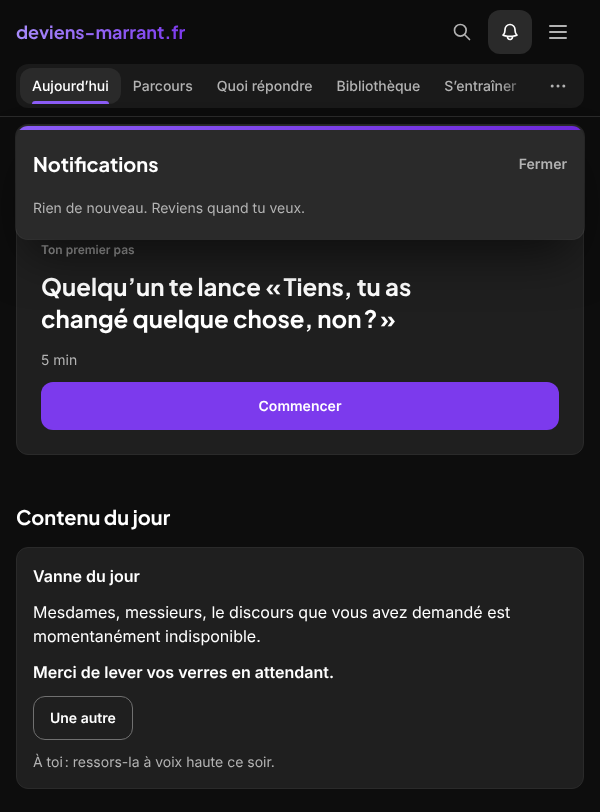 deviens-marrant.fr
Aujourd’hui
Parcours
Quoi répondre
Bibliothèque
S’entraîner
Notifications
Fermer
Rien de nouveau. Reviens quand tu veux.
Ton premier pas
Quelqu’un te lance « Tiens, tu as
changé quelque chose, non ? »
5 min
Commencer
Contenu du jour
Vanne du jour
Mesdames, messieurs, le discours que vous avez demandé est
momentanément indisponible.
Merci de lever vos verres en attendant.
Une autre
À toi : ressors-la à voix haute ce soir.